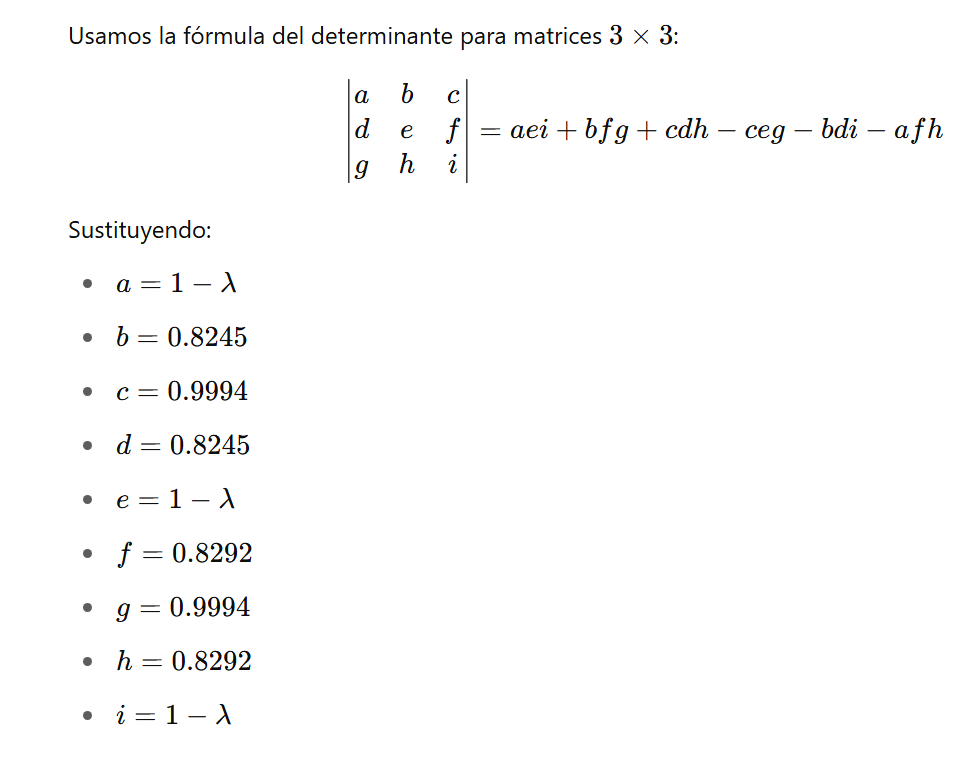 Usamos la fórmula del determinante para matrices 3 × 3:
|a b c|
|d e f| = aei + bfg + cdh − ceg − bdi − afh
|g h i|
Sustituyendo:
• a = 1 − λ
• b = 0.8245
• c = 0.9994
• d = 0.8245
• e = 1 − λ
• f = 0.8292
• g = 0.9994
• h = 0.8292
• i = 1 − λ